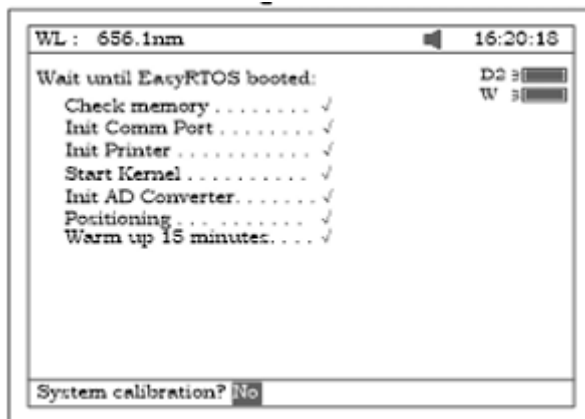 WL : 656.1nm 16:20:18
Wait until EasyRTOS booted: D2
W
Check memory . . . . . . . . √
Init Comm Port . . . . . . . √
Init Printer . . . . . . . . . . . √
Start Kernel . . . . . . . . . . √
Init AD Converter. . . . . . . √
Positioning . . . . . . . . . . . √
Warm up 15 minutes. . . . √
System calibration? No